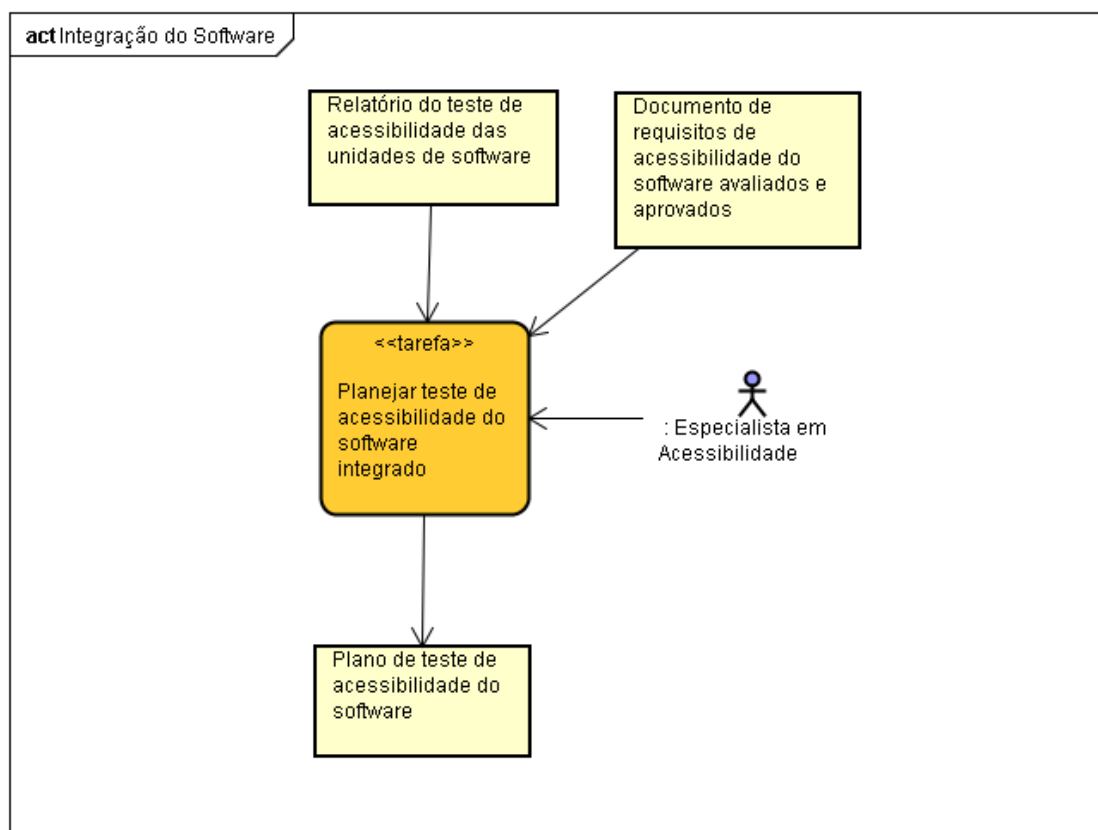 act Integração do Software
Relatório do teste de
acessibilidade das
unidades de software
Documento de
requisitos de
acessibilidade do
software avaliados e
aprovados
<<tarefa>>
Planejar teste de
acessibilidade do
software
integrado
: Especialista em
Acessibilidade
Plano de teste de
acessibilidade do
software